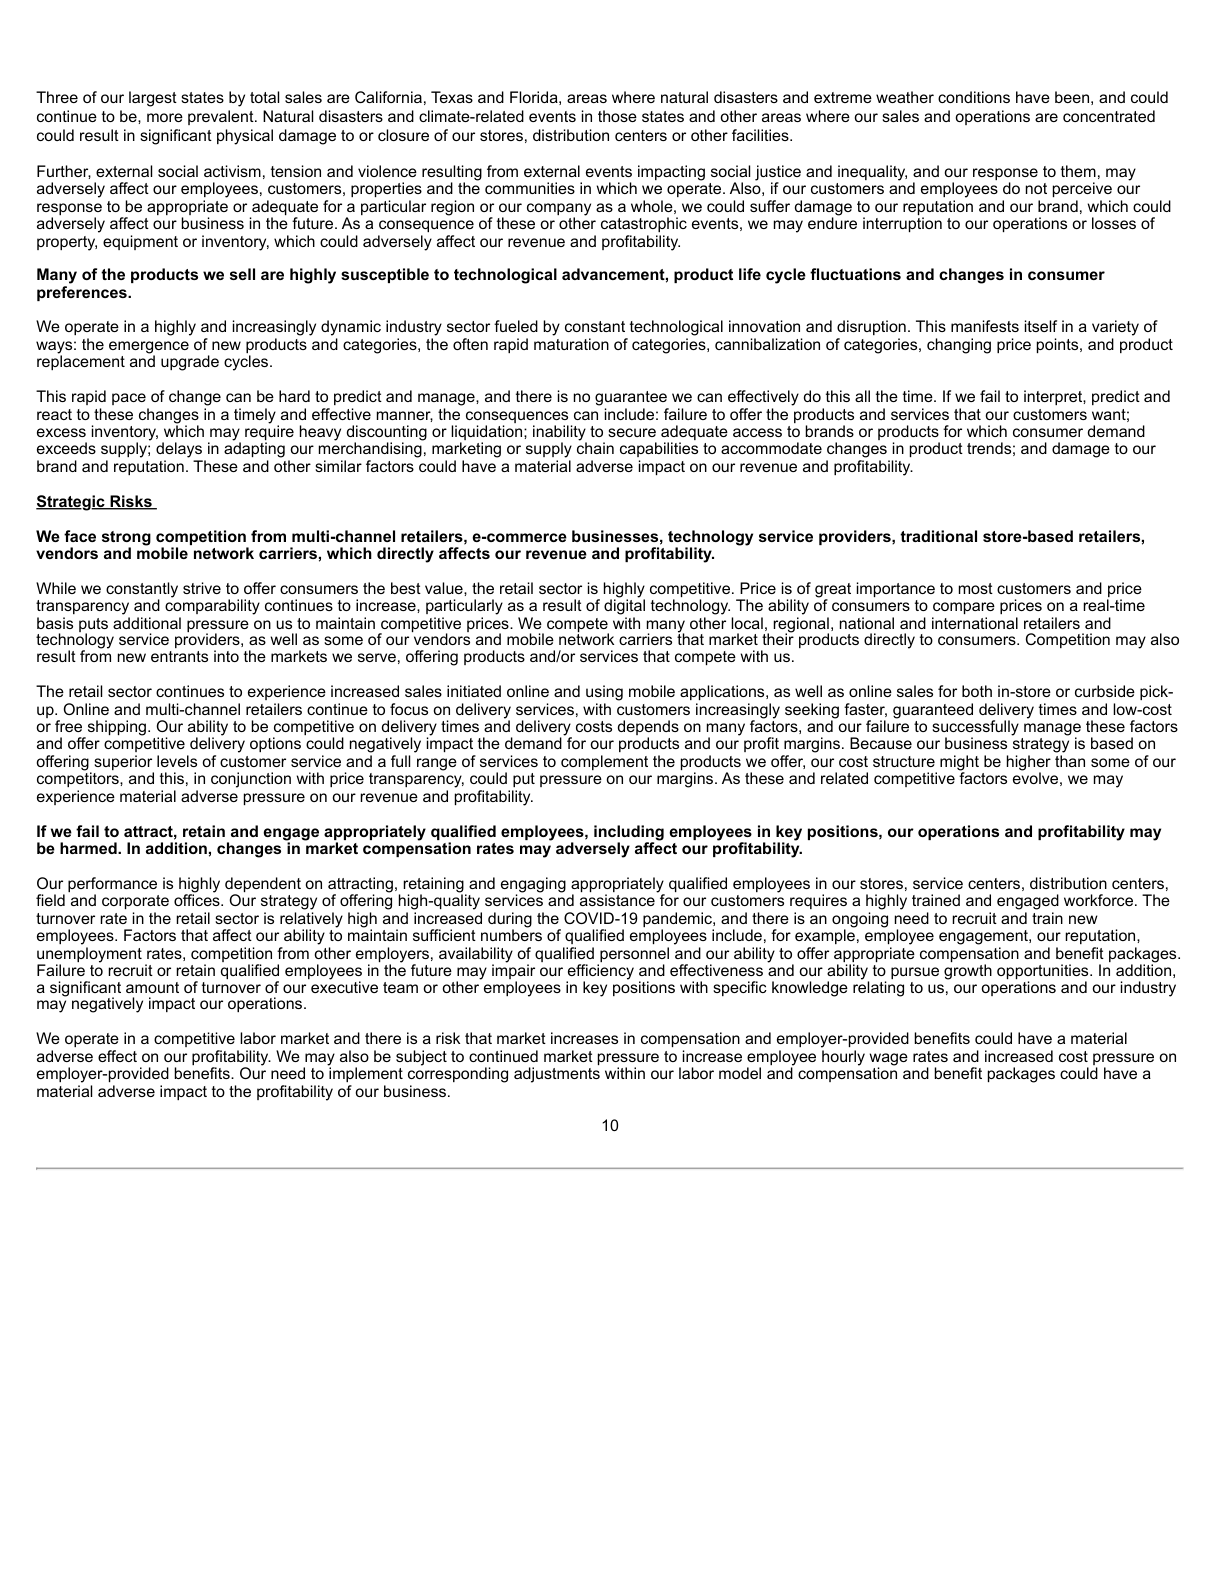 Three of our largest states by total sales are California, Texas and Florida, areas where natural disasters and extreme weather conditions have been, and could
continue to be, more prevalent. Natural disasters and climate-related events in those states and other areas where our sales and operations are concentrated
could result in significant physical damage to or closure of our stores, distribution centers or other facilities.
Further, external social activism, tension and violence resulting from external events impacting social justice and inequality, and our response to them, may
adversely affect our employees, customers, properties and the communities in which we operate. Also, if our customers and employees do not perceive our
response to be appropriate or adequate for a particular region or our company as a whole, we could suffer damage to our reputation and our brand, which could
adversely affect our business in the future. As a consequence of these or other catastrophic events, we may endure interruption to our operations or losses of
property, equipment or inventory, which could adversely affect our revenue and profitability.
Many of the products we sell are highly susceptible to technological advancement, product life cycle fluctuations and changes in consumer
preferences.
We operate in a highly and increasingly dynamic industry sector fueled by constant technological innovation and disruption. This manifests itself in a variety of
ways: the emergence of new products and categories, the often rapid maturation of categories, cannibalization of categories, changing price points, and product
replacement and upgrade cycles.
This rapid pace of change can be hard to predict and manage, and there is no guarantee we can effectively do this all the time. If we fail to interpret, predict and
react to these changes in a timely and effective manner, the consequences can include: failure to offer the products and services that our customers want;
excess inventory, which may require heavy discounting or liquidation; inability to secure adequate access to brands or products for which consumer demand
exceeds supply; delays in adapting our merchandising, marketing or supply chain capabilities to accommodate changes in product trends; and damage to our
brand and reputation. These and other similar factors could have a material adverse impact on our revenue and profitability.
Strategic Risks
We face strong competition from multi-channel retailers, e-commerce businesses, technology service providers, traditional store-based retailers,
vendors and mobile network carriers, which directly affects our revenue and profitability.
While we constantly strive to offer consumers the best value, the retail sector is highly competitive. Price is of great importance to most customers and price
transparency and comparability continues to increase, particularly as a result of digital technology. The ability of consumers to compare prices on a real-time
basis puts additional pressure on us to maintain competitive prices. We compete with many other local, regional, national and international retailers and
technology service providers, as well as some of our vendors and mobile network carriers that market their products directly to consumers. Competition may also
result from new entrants into the markets we serve, offering products and/or services that compete with us.
The retail sector continues to experience increased sales initiated online and using mobile applications, as well as online sales for both in-store or curbside pick-
up. Online and multi-channel retailers continue to focus on delivery services, with customers increasingly seeking faster, guaranteed delivery times and low-cost
or free shipping. Our ability to be competitive on delivery times and delivery costs depends on many factors, and our failure to successfully manage these factors
and offer competitive delivery options could negatively impact the demand for our products and our profit margins. Because our business strategy is based on
offering superior levels of customer service and a full range of services to complement the products we offer, our cost structure might be higher than some of our
competitors, and this, in conjunction with price transparency, could put pressure on our margins. As these and related competitive factors evolve, we may
experience material adverse pressure on our revenue and profitability.
If we fail to attract, retain and engage appropriately qualified employees, including employees in key positions, our operations and profitability may
be harmed. In addition, changes in market compensation rates may adversely affect our profitability.
Our performance is highly dependent on attracting, retaining and engaging appropriately qualified employees in our stores, service centers, distribution centers,
field and corporate offices. Our strategy of offering high-quality services and assistance for our customers requires a highly trained and engaged workforce. The
turnover rate in the retail sector is relatively high and increased during the COVID-19 pandemic, and there is an ongoing need to recruit and train new
employees. Factors that affect our ability to maintain sufficient numbers of qualified employees include, for example, employee engagement, our reputation,
unemployment rates, competition from other employers, availability of qualified personnel and our ability to offer appropriate compensation and benefit packages.
Failure to recruit or retain qualified employees in the future may impair our efficiency and effectiveness and our ability to pursue growth opportunities. In addition,
a significant amount of turnover of our executive team or other employees in key positions with specific knowledge relating to us, our operations and our industry
may negatively impact our operations.
We operate in a competitive labor market and there is a risk that market increases in compensation and employer-provided benefits could have a material
adverse effect on our profitability. We may also be subject to continued market pressure to increase employee hourly wage rates and increased cost pressure on
employer-provided benefits. Our need to implement corresponding adjustments within our labor model and compensation and benefit packages could have a
material adverse impact to the profitability of our business.
10